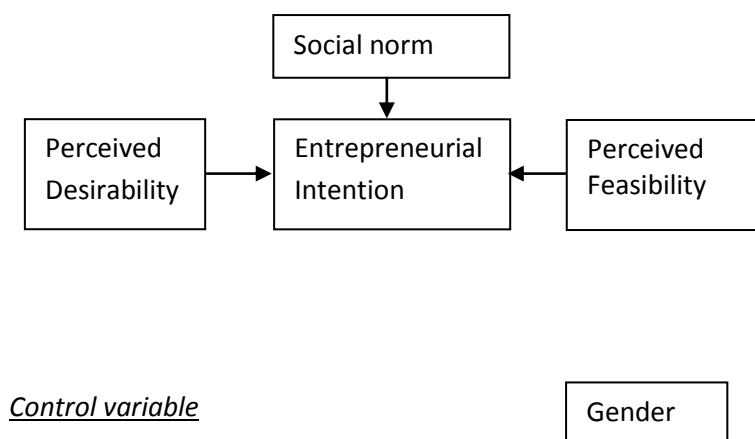 Social norm
Perceived
Desirability
Entrepreneurial
Intention
Perceived
Feasibility
Control variable
Gender